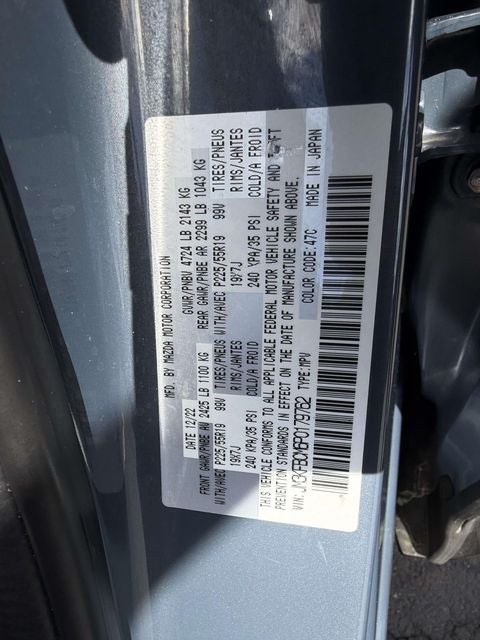 MFD. BY MAZDA MOTOR CORPORATION
DATE 12/22 GVWR/PNBV 4724 LB 2143 KG
FRONT GAWR/PNBE AV 2425 LB 1100 KG REAR GAWR/PNBE AR 2299 LB 1043 KG
WITH/AVEC P225/55R19 99V TIRES/PNEUS WITH/AVEC P225/55R19 99V TIRES/PNEUS
19X7J RIMS/JANTES 19X7J RIMS/JANTES
240 KPA/35 PSI COLD/A FROID 240 KPA/35 PSI COLD/A FROID
THIS VEHICLE CONFORMS TO ALL APPLICABLE FEDERAL MOTOR VEHICLE SAFETY AND THEFT
PREVENTION STANDARDS IN EFFECT ON THE DATE OF MANUFACTURE SHOWN ABOVE.
VIN: TYPE:MPV COLOR CODE:47C MADE IN JAPAN